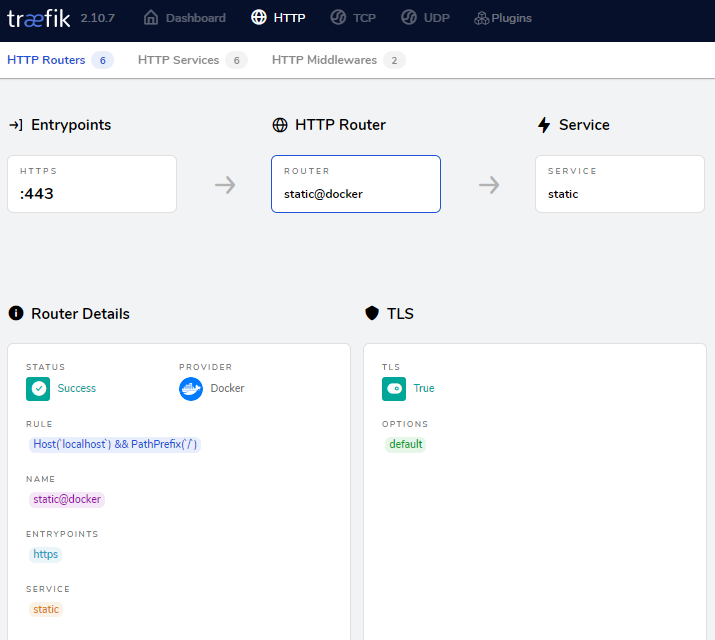 træfik 2.10.7 Dashboard HTTP TCP UDP Plugins
HTTP Routers 6 HTTP Services 6 HTTP Middlewares 2
Entrypoints HTTP Router Service
HTTPS ROUTER SERVICE
:443 static@docker static
Router Details TLS
STATUS PROVIDER TLS
Success Docker True
RULE OPTIONS
Host(`localhost`) && PathPrefix(`/`) default
NAME
static@docker
ENTRYPOINTS
https
SERVICE
static